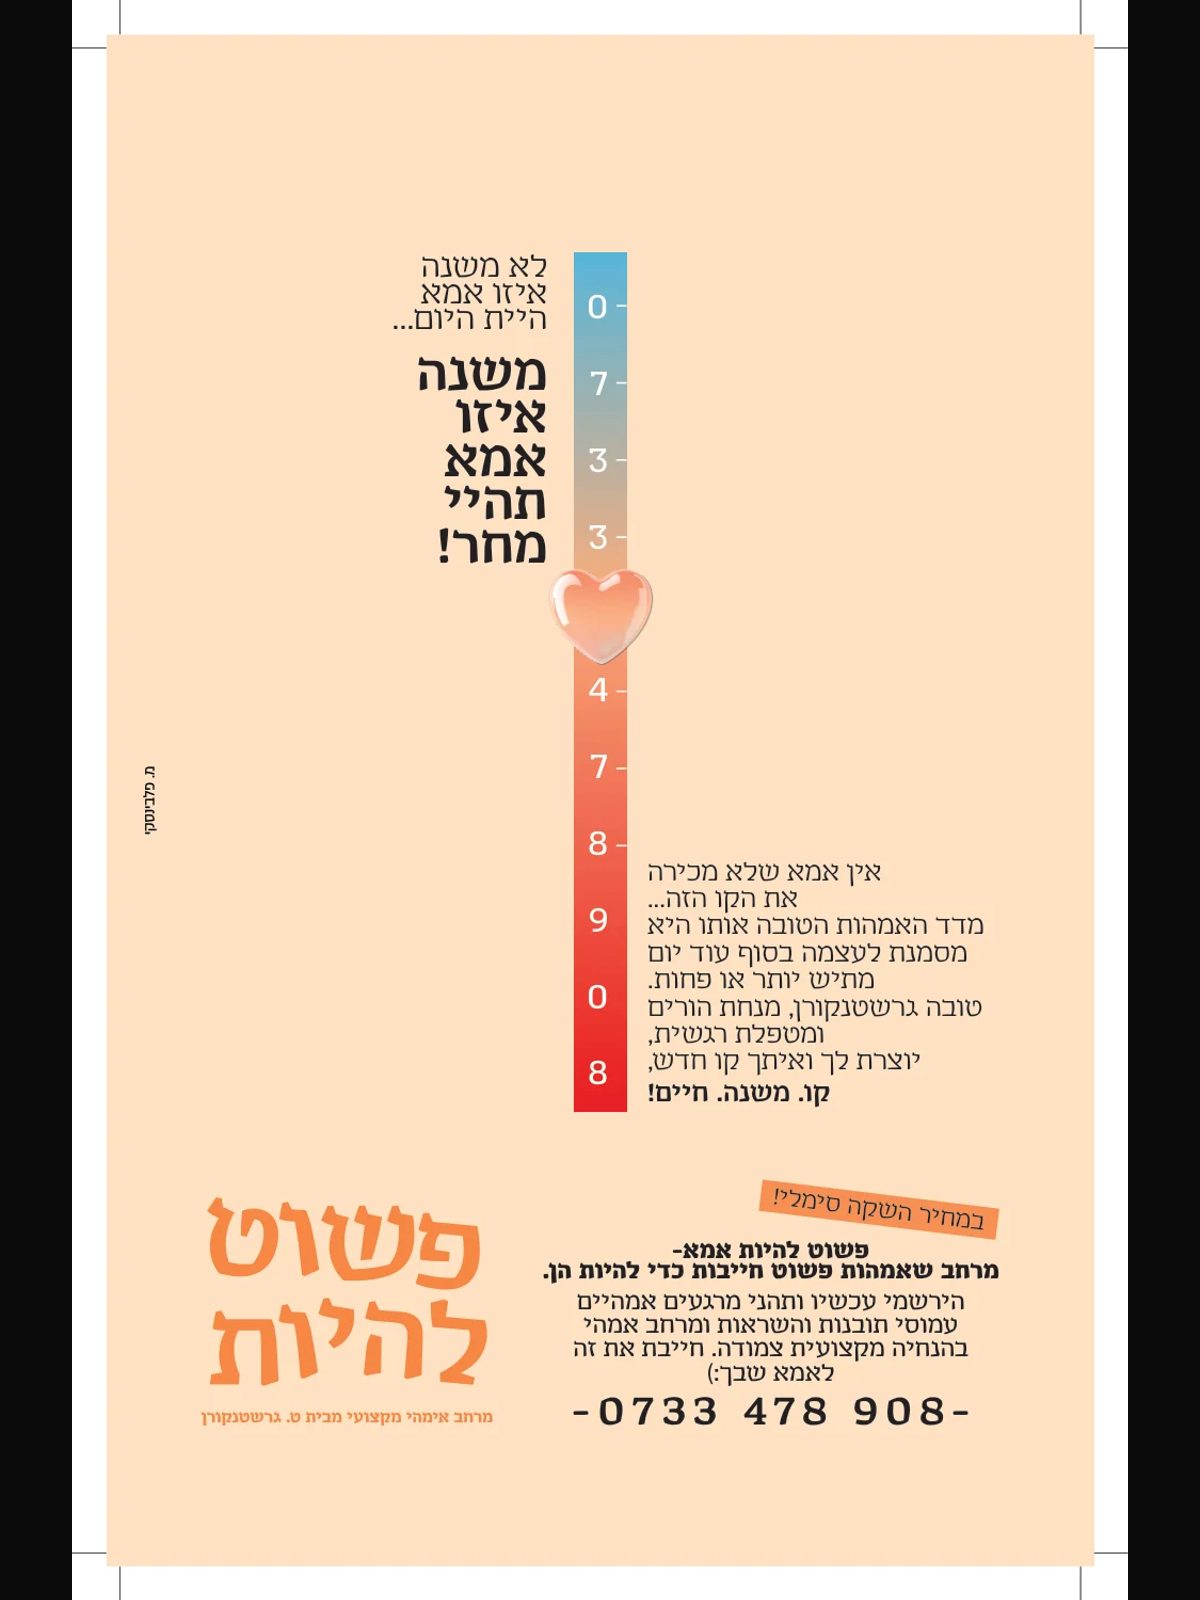 לא משנה
איזו אמא
היית היום...
משנה
איזו
אמא
תהיי
מחר!
0
7
3
3
4
7
8
9
0
8
אין אמא שלא מכירה
את הקו הזה...
מדד האמהות הטובה אותו היא
מסמנת לעצמה בסוף עוד יום
מתיש יותר או פחות.
טובה גרשטנקורן, מנחת הורים
ומטפלת רגשית,
יוצרת לך ואיתך קו חדש,
קו. משנה. חיים!
מ. פלבינסקי
במחיר השקה סימלי!
פשוט להיות אמא-
מרחב שאמהות פשוט חייבות כדי להיות הן.
הירשמי עכשיו ותהני מרגעים אמהיים
עמוסי תובנות והשראות ומרחב אמהי
בהנחיה מקצועית צמודה. חייבת את זה
לאמא שבך:)
-0733 478 908-
פשוט
להיות
מרחב אימהי מקצועי מבית ט. גרשטנקורן